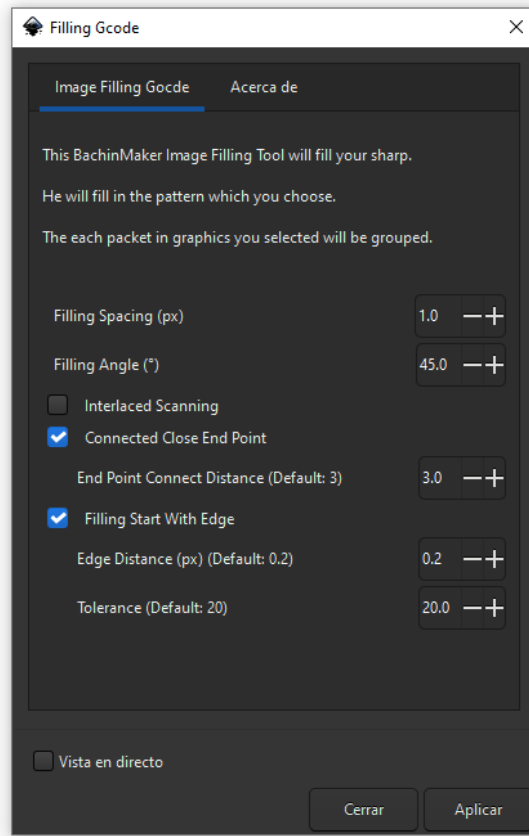 Filling Gcode
Image Filling Gocde Acerca de
This BachinMaker Image Filling Tool will fill your sharp.
He will fill in the pattern which you choose.
The each packet in graphics you selected will be grouped.
Filling Spacing (px) 1.0
Filling Angle (°) 45.0
Interlaced Scanning
Connected Close End Point
End Point Connect Distance (Default: 3) 3.0
Filling Start With Edge
Edge Distance (px) (Default: 0.2) 0.2
Tolerance (Default: 20) 20.0
Vista en directo
Cerrar Aplicar